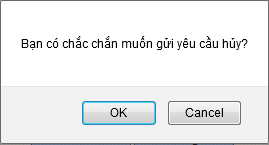 Bạn có chắc chắn muốn gửi yêu cầu hủy?
OK
Cancel